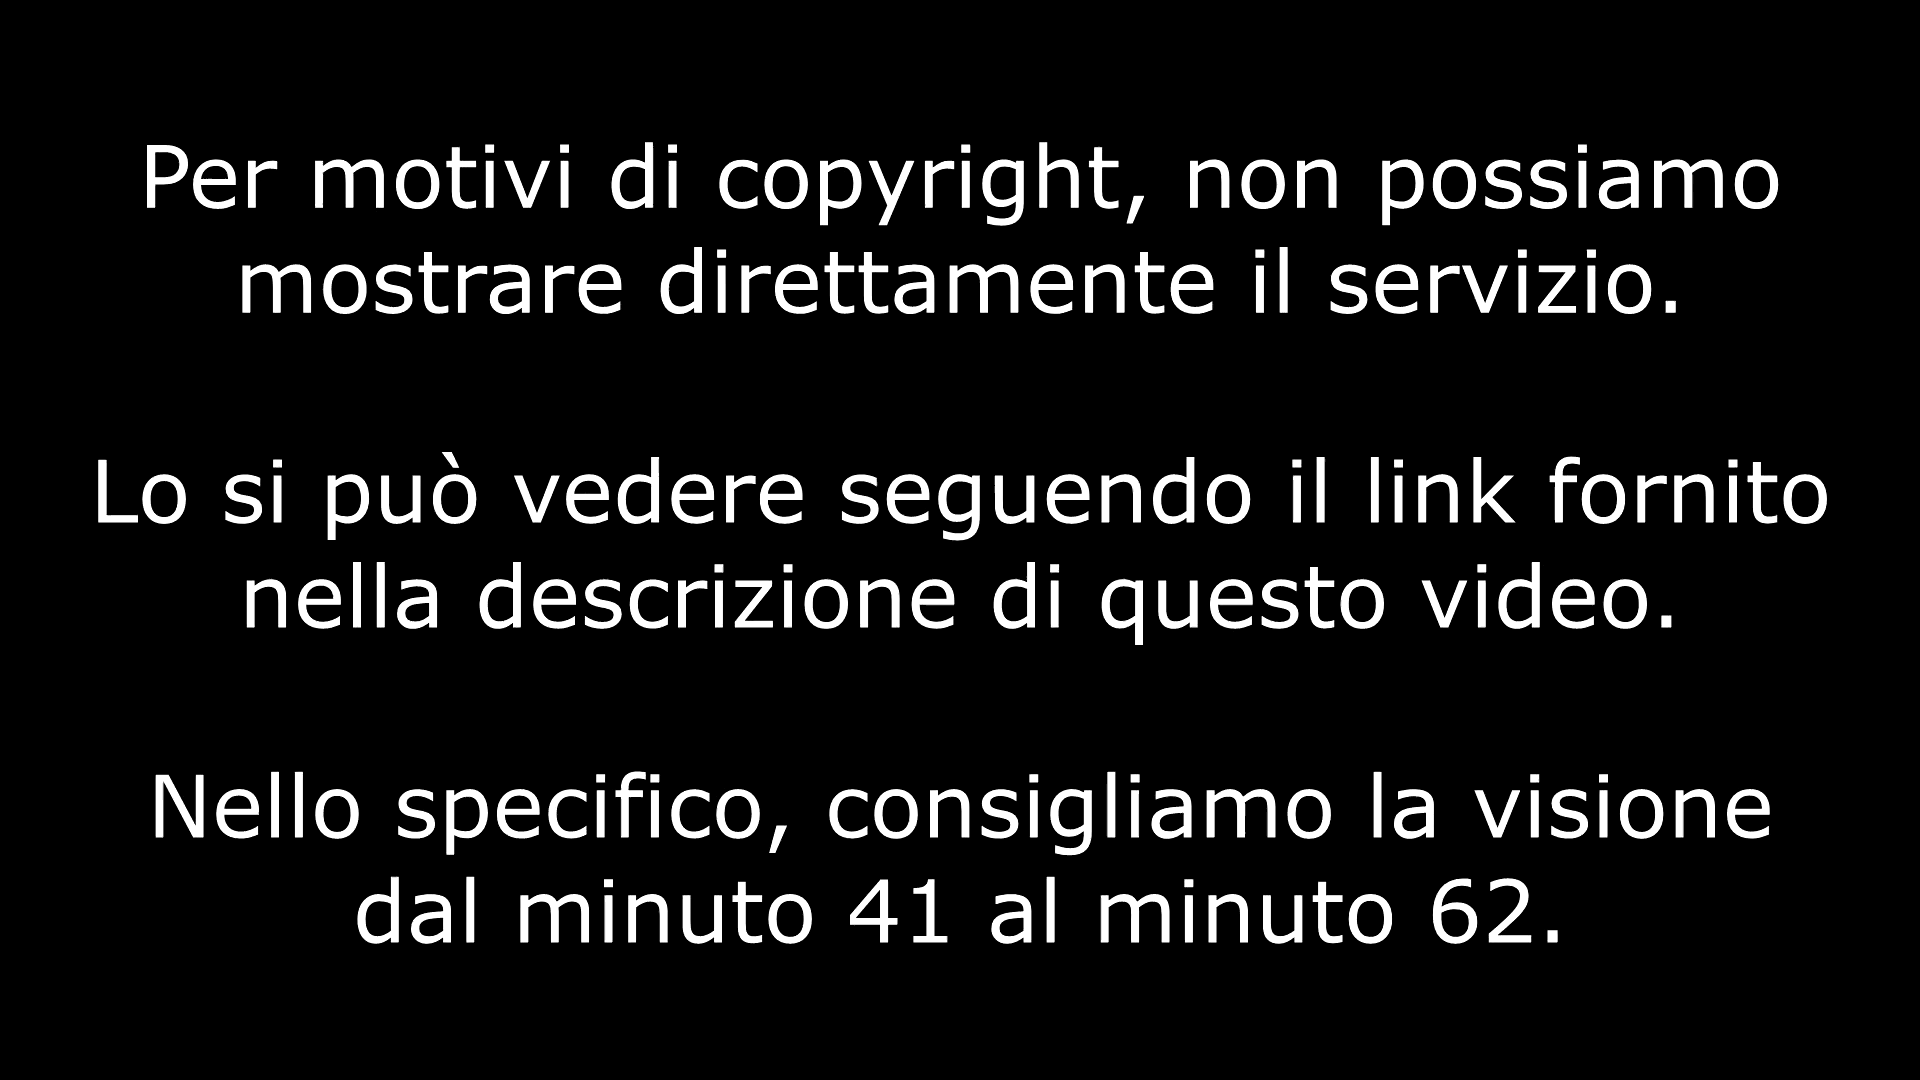 Per motivi di copyright, non possiamo
mostrare direttamente il servizio.
Lo si può vedere seguendo il link fornito
nella descrizione di questo video.
Nello specifico, consigliamo la visione
dal minuto 41 al minuto 62.